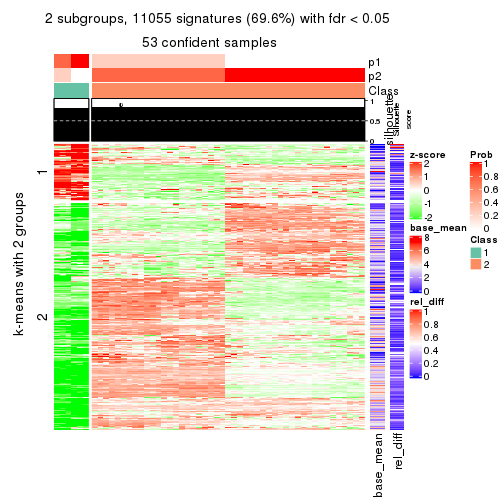 2 subgroups, 11055 signatures (69.6%) with fdr < 0.05
53 confident samples
p1
p2
Class
1
0.5
0
silhouette
Silhouette
score
k-means with 2 groups
1
2
base_mean
rel_diff
z-score
2
1
0
-1
-2
base_mean
8
6
4
2
0
rel_diff
1
0.8
0.6
0.4
0.2
0
Prob
1
0.8
0.6
0.4
0.2
0
Class
1
2